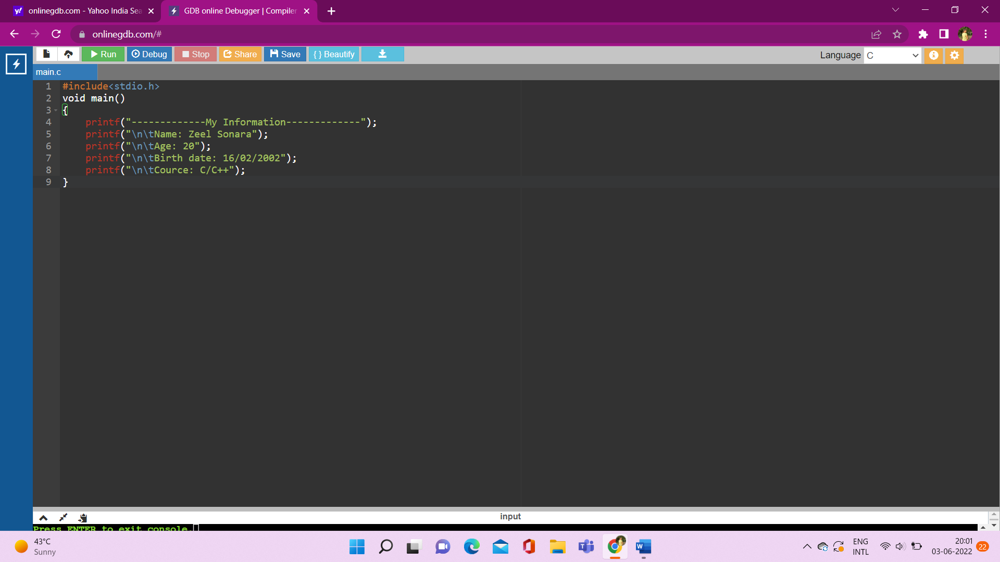 onlinegdb.com - Yahoo India Sea
GDB online Debugger | Compiler
onlinegdb.com/#
Run Debug Stop Share Save { } Beautify
Language C
main.c
1 #include<stdio.h>
2 void main()
3 {
4 printf("-------------My Information-------------");
5 printf("\n\tName: Zeel Sonara");
6 printf("\n\tAge: 20");
7 printf("\n\tBirth date: 16/02/2002");
8 printf("\n\tCource: C/C++");
9 }
input
Press ENTER to exit console.
43°C
Sunny
ENG
INTL
20:01
03-06-2022
22